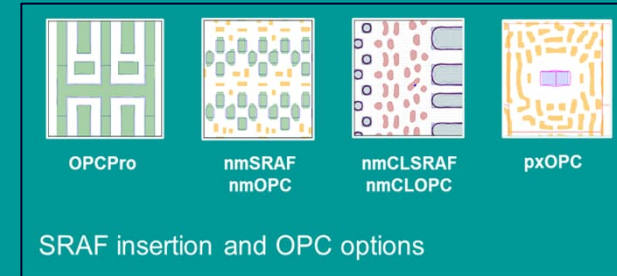 OPCPro
nmSRAF
nmOPC
nmCLSRAF
nmCLOPC
pxOPC
SRAF insertion and OPC options